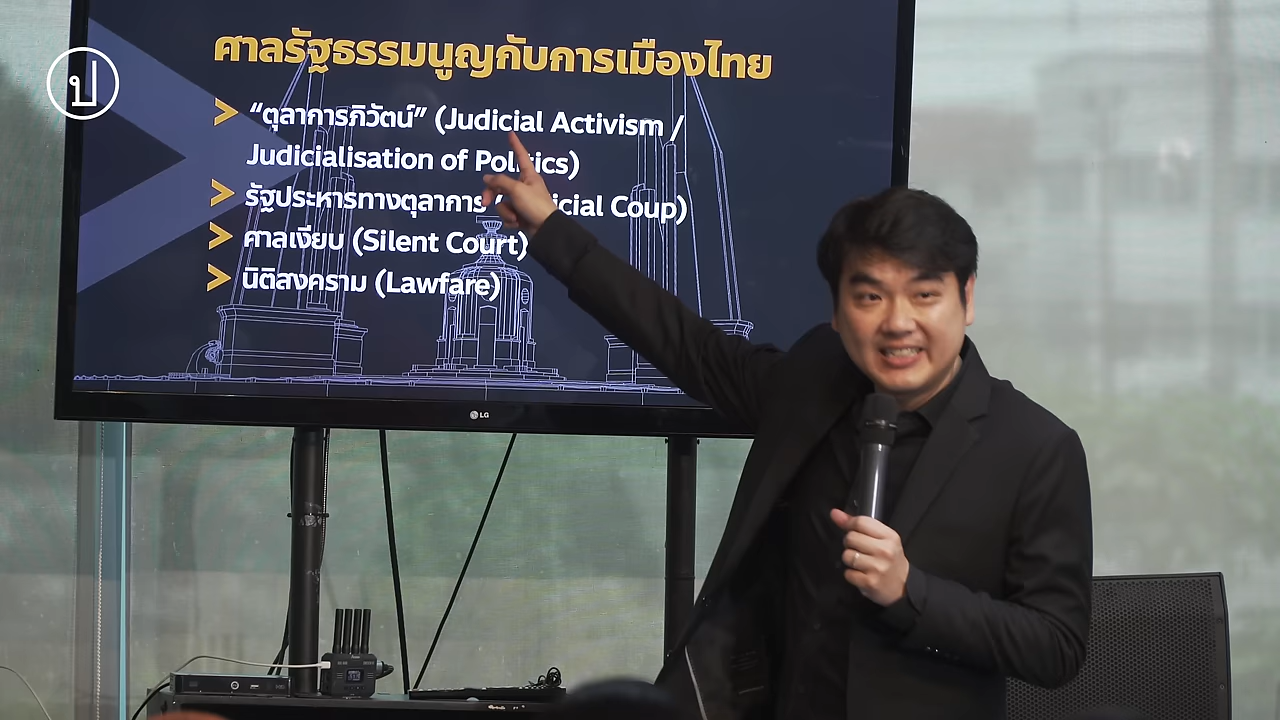 ป
ศาลรัฐธรรมนูญกับการเมืองไทย
“ตุลาการภิวัตน์” (Judicial Activism /
Judicialisation of Politics)
รัฐประหารทางตุลาการ Coup)
ศาลเงียบ (Silent Court)
นิติสงคราม (Lawfare)
LG